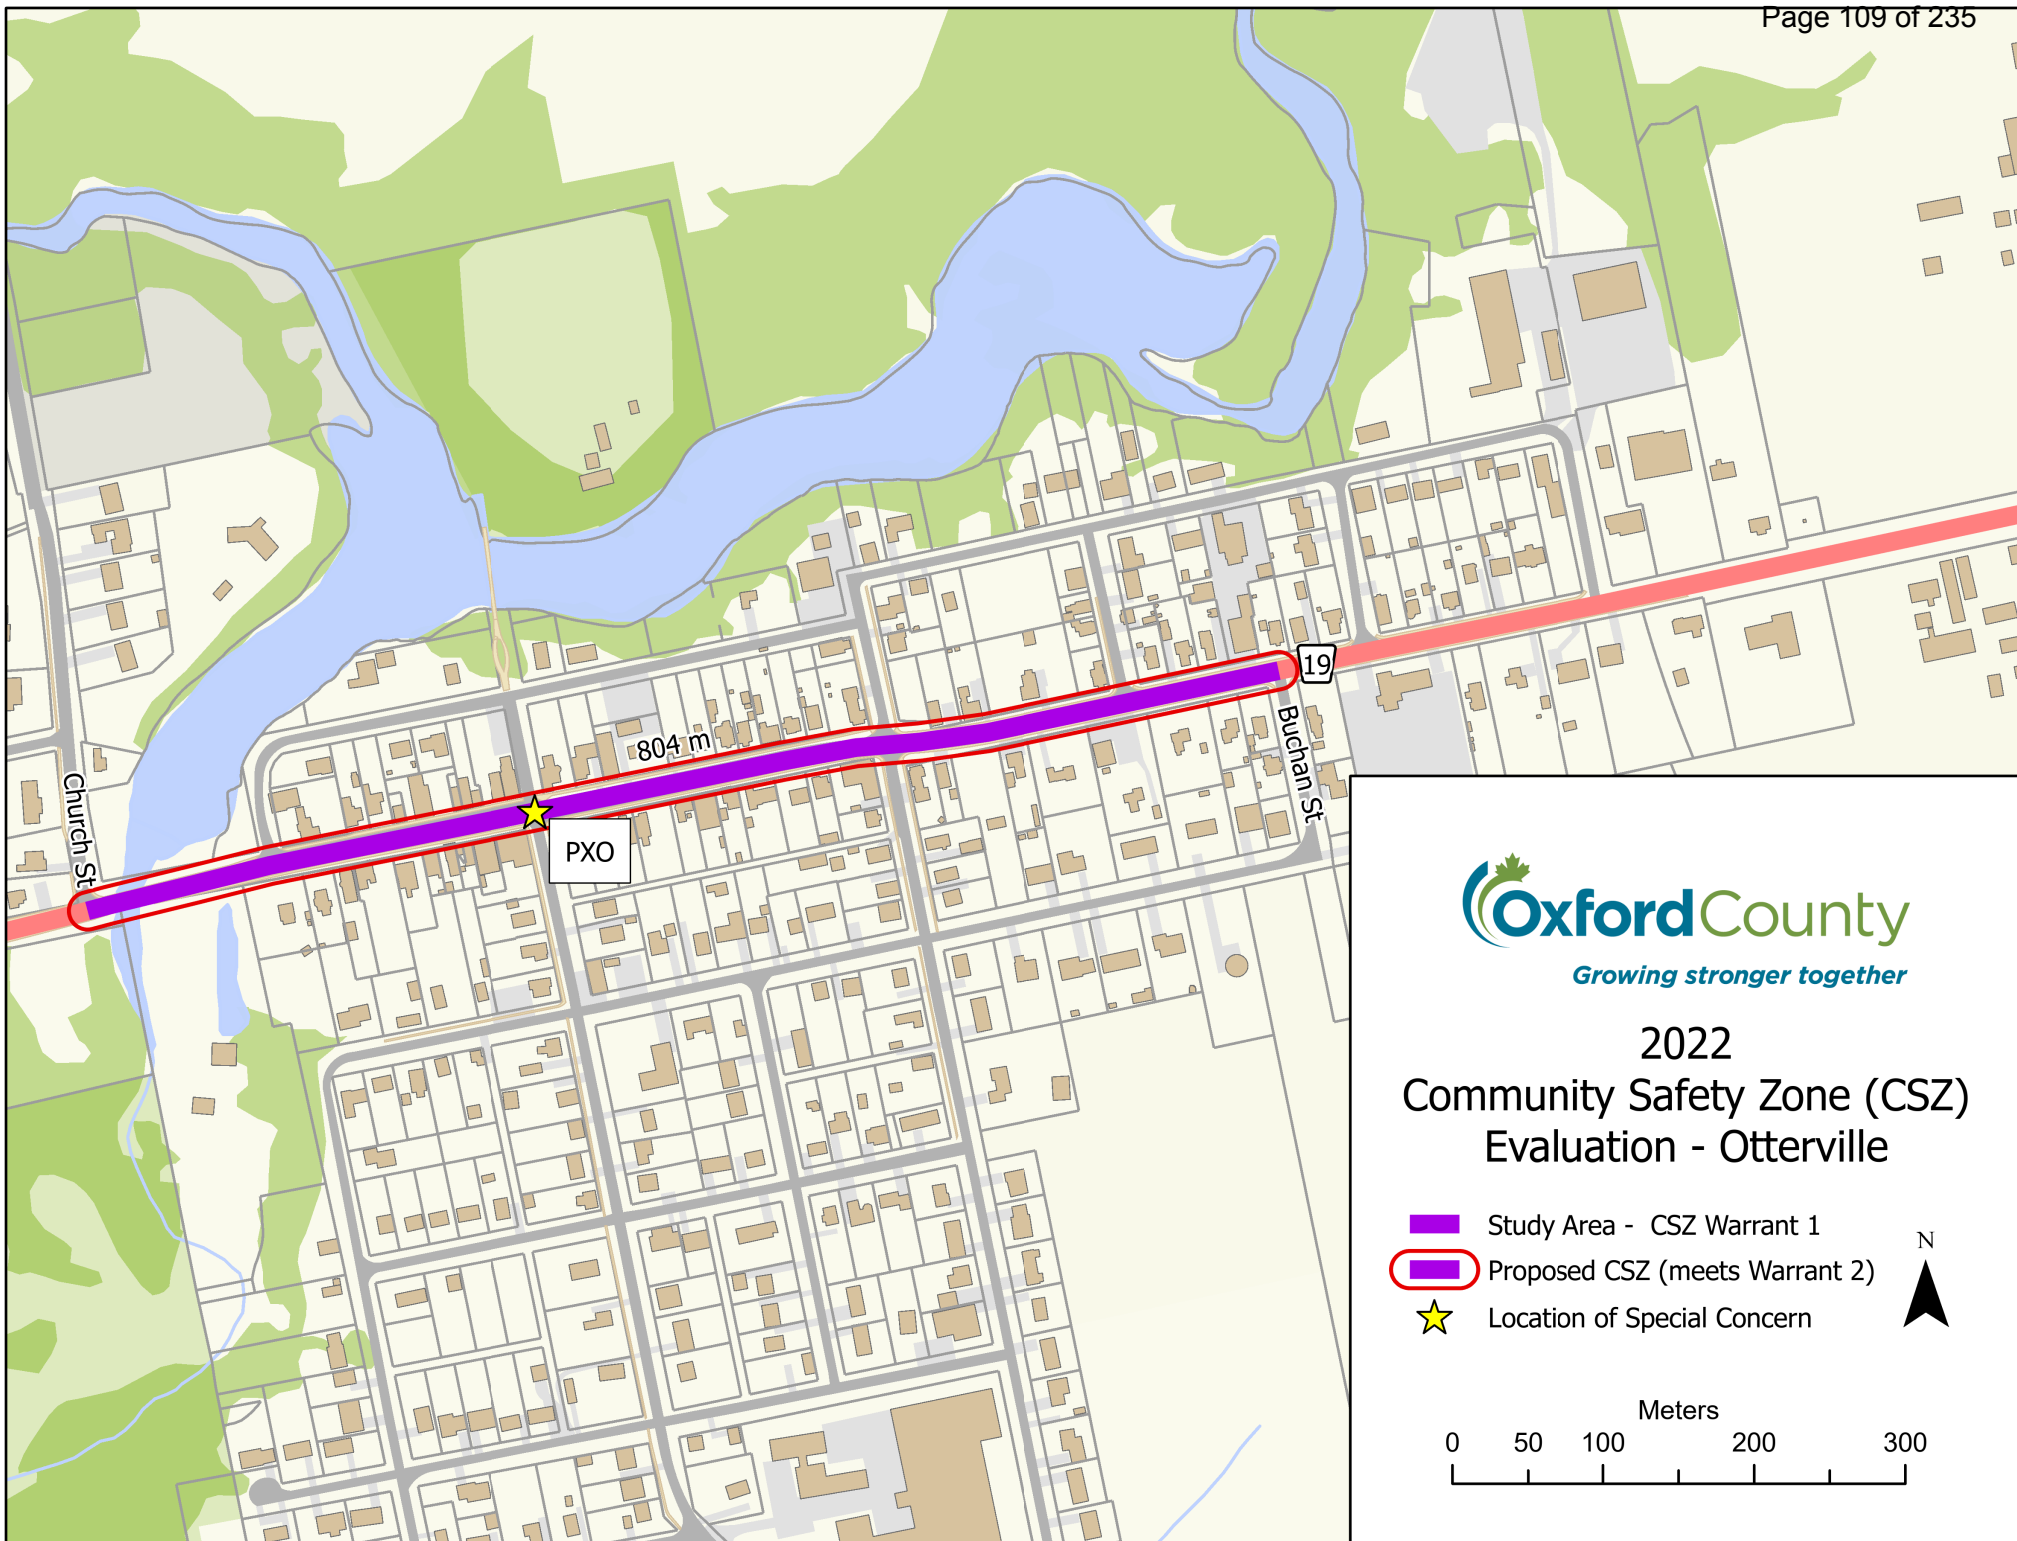 Page 109 of 235
19
804 m
Buchan St
Church St
PXO
OxfordCounty
Growing stronger together
2022
Community Safety Zone (CSZ)
Evaluation - Otterville
Study Area - CSZ Warrant 1
Proposed CSZ (meets Warrant 2)
Location of Special Concern
N
Meters
0 50 100 200 300